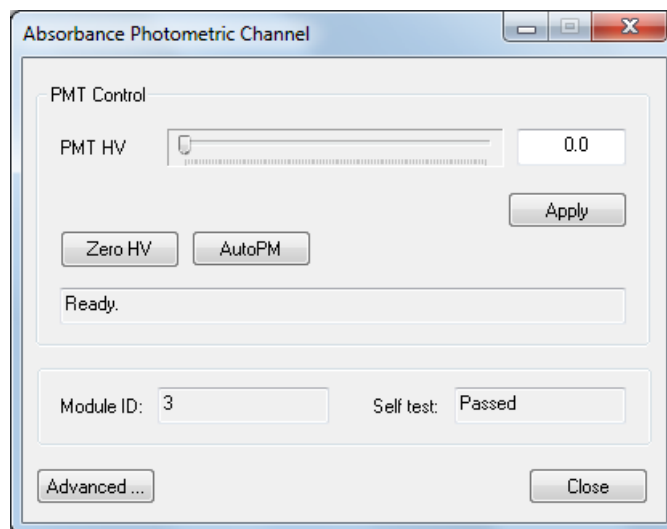 Absorbance Photometric Channel
PMT Control
PMT HV 0.0
Apply
Zero HV AutoPM
Ready.
Module ID: 3 Self test: Passed
Advanced ... Close